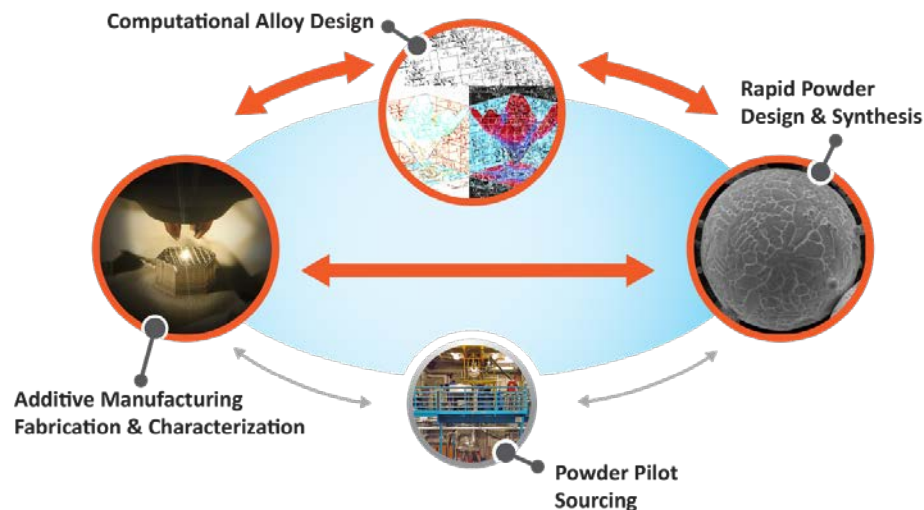 Computational Alloy Design
Rapid Powder
Design & Synthesis
Additive Manufacturing
Fabrication & Characterization
Powder Pilot
Sourcing